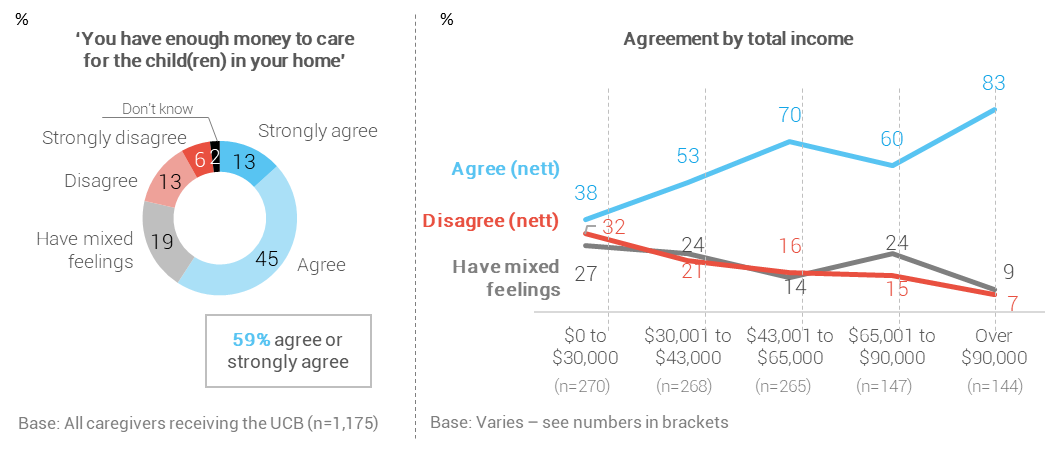 %
‘You have enough money to care
for the child(ren) in your home’
Don’t know
Strongly disagree
Strongly agree
6
2
13
Disagree
13
Have mixed
feelings
19
45
Agree
59% agree or
strongly agree
Base: All caregivers receiving the UCB (n=1,175)
%
Agreement by total income
83
70
60
53
Agree (nett)
38
Disagree (nett)
32
24
16
24
Have mixed
feelings
27
21
14
15
9
7
$0 to
$30,000
(n=270)
$30,001 to
$43,000
(n=268)
$43,001 to
$65,000
(n=265)
$65,001 to
$90,000
(n=147)
Over
$90,000
(n=144)
Base: Varies – see numbers in brackets